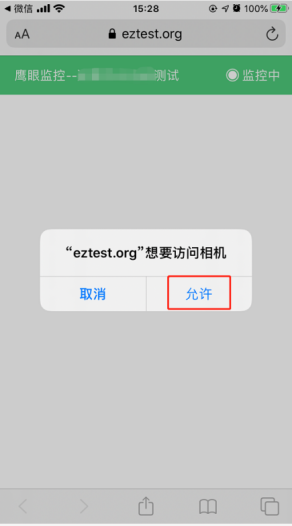 微信 15:28 100%
AA eztest.org
鹰眼监控--测试 监控中
“eztest.org”想要访问相机
取消 允许